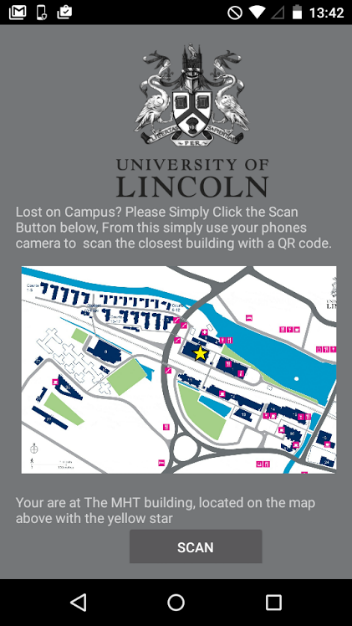 13:42
UNIVERSITY OF
LINCOLN
Lost on Campus? Please Simply Click the Scan
Button below, From this simply use your phones
camera to scan the closest building with a QR code.
Your are at The MHT building, located on the map
above with the yellow star
SCAN